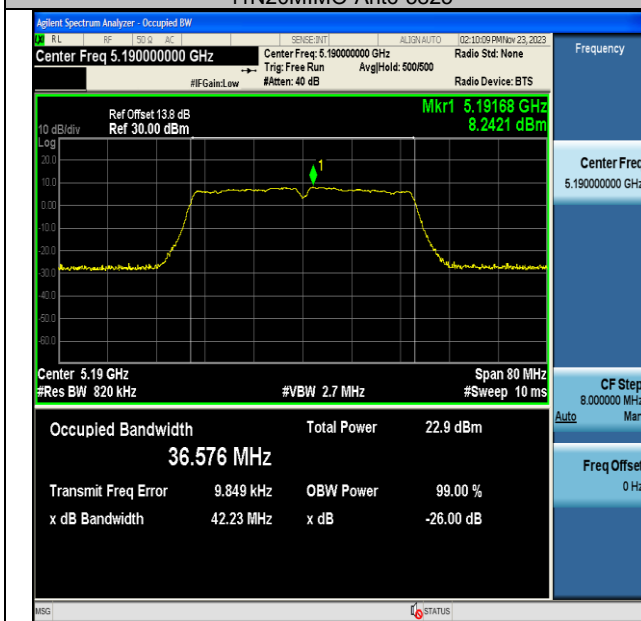 Agilent Spectrum Analyzer - Occupied BW
RL RF 50 Ω AC SENSE:INT ALIGN AUTO 02:10:09 PM Nov 23, 2023
Center Freq 5.190000000 GHz
Center Freq: 5.190000000 GHz
Radio Std: None
Trig: Free Run Avg|Hold: 500/500
#IFGain:Low #Atten: 40 dB Radio Device: BTS
Frequency
Ref Offset 13.8 dB
Mkr1 5.19168 GHz
10 dB/div Ref 30.00 dBm 8.2421 dBm
Log
20.0
1
10.0
0.00
-10.0
-20.0
-30.0
-40.0
-50.0
-60.0
Center 5.19 GHz Span 80 MHz
#Res BW 820 kHz #VBW 2.7 MHz #Sweep 10 ms
Occupied Bandwidth Total Power 22.9 dBm
36.576 MHz
Transmit Freq Error 9.849 kHz OBW Power 99.00 %
x dB Bandwidth 42.23 MHz x dB -26.00 dB
Center Freq
5.190000000 GHz
CF Step
8.000000 MHz
Auto Man
Freq Offset
0 Hz
MSG STATUS